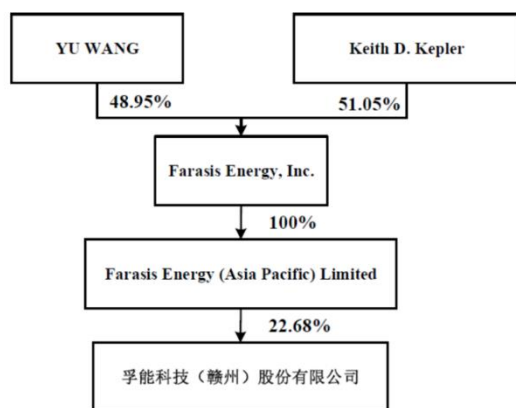 YU WANG
Keith D. Kepler
48.95%
51.05%
Farasis Energy, Inc.
100%
Farasis Energy (Asia Pacific) Limited
22.68%
孚能科技（赣州）股份有限公司